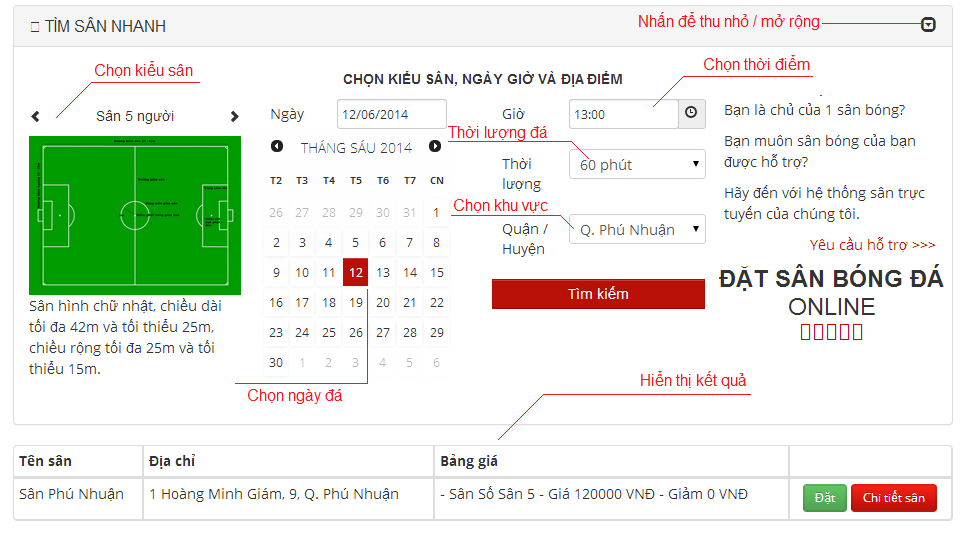 TÌM SÂN NHANH
Nhấn để thu nhỏ / mở rộng
Chọn kiểu sân
CHỌN KIỂU SÂN, NGÀY GIỜ VÀ ĐỊA ĐIỂM
Chọn thời điểm
Sân 5 người
Ngày 12/06/2014
Giờ 13:00
Thời lượng đá
THÁNG SÁU 2014
T2 T3 T4 T5 T6 T7 CN
26 27 28 29 30 31 1
2 3 4 5 6 7 8
9 10 11 12 13 14 15
16 17 18 19 20 21 22
23 24 25 26 27 28 29
30 1 2 3 4 5 6
Thời
lượng
60 phút
Chọn khu vực
Quận /
Huyện
Q. Phú Nhuận
Tìm kiếm
Bạn là chủ của 1 sân bóng?
Bạn muôn sân bóng của bạn
được hỗ trợ?
Hãy đến với hệ thống sân trực
tuyến của chúng tôi.
Yêu cầu hỗ trợ >>>
ĐẶT SÂN BÓNG ĐÁ
ONLINE
Sân hình chữ nhật, chiều dài
tối đa 42m và tối thiểu 25m,
chiều rộng tối đa 25m và tối
thiểu 15m.
Chọn ngày đá
Hiển thị kết quả
Tên sân Địa chỉ Bảng giá
Sân Phú Nhuận 1 Hoàng Minh Giám, 9, Q. Phú Nhuận - Sân Số Sân 5 - Giá 120000 VNĐ - Giảm 0 VNĐ Đặt Chi tiết sân